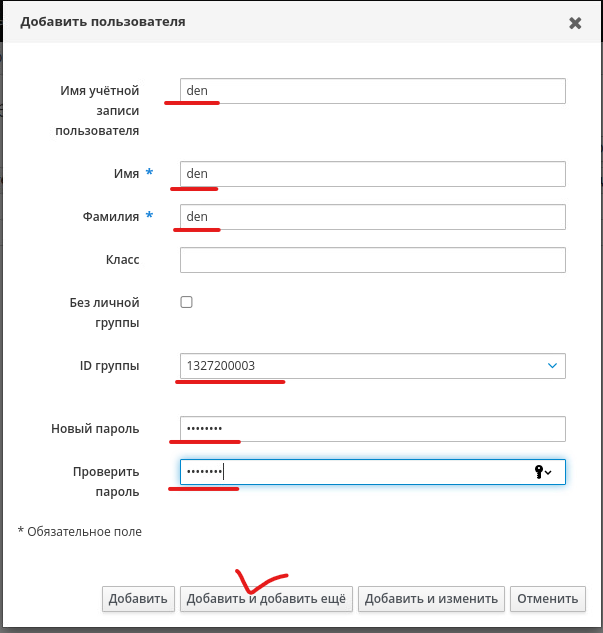 Добавить пользователя
Имя учётной
записи
пользователя
den
Имя *
den
Фамилия *
den
Класс
Без личной
группы
ID группы
1327200003
Новый пароль
••••••••
Проверить
пароль
••••••••
* Обязательное поле
Добавить
Добавить и добавить ещё
Добавить и изменить
Отменить